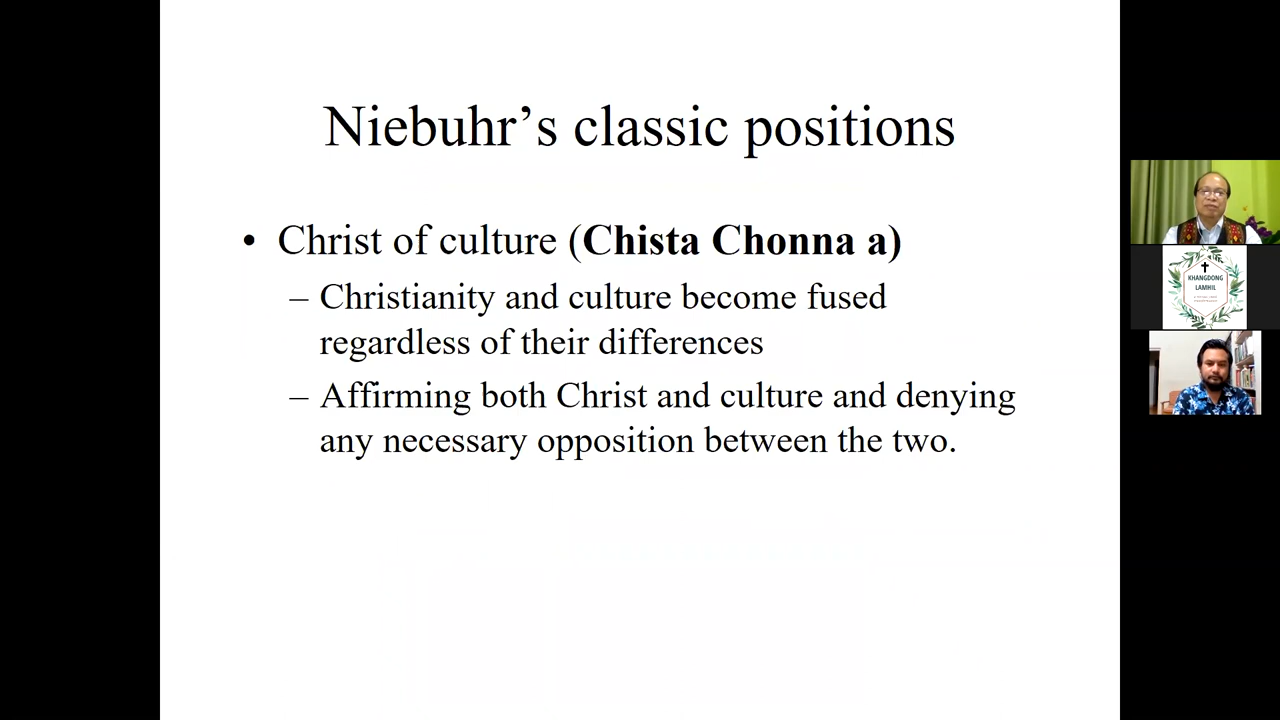 Niebuhr’s classic positions
• Christ of culture (Chista Chonna a)
– Christianity and culture become fused
regardless of their differences
– Affirming both Christ and culture and denying
any necessary opposition between the two.
KHANGDONG
LAMHIL